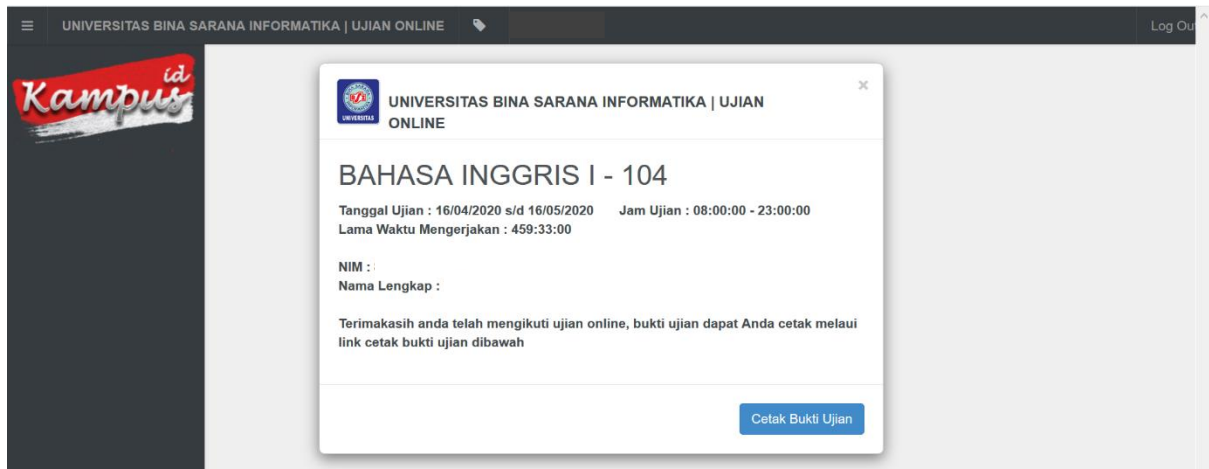 UNIVERSITAS BINA SARANA INFORMATIKA | UJIAN ONLINE
Log Ou
Kampus id
UNIVERSITAS
UNIVERSITAS BINA SARANA INFORMATIKA | UJIAN
ONLINE
×
BAHASA INGGRIS I - 104
Tanggal Ujian : 16/04/2020 s/d 16/05/2020 Jam Ujian : 08:00:00 - 23:00:00
Lama Waktu Mengerjakan : 459:33:00
NIM :
Nama Lengkap :
Terimakasih anda telah mengikuti ujian online, bukti ujian dapat Anda cetak melaui
link cetak bukti ujian dibawah
Cetak Bukti Ujian